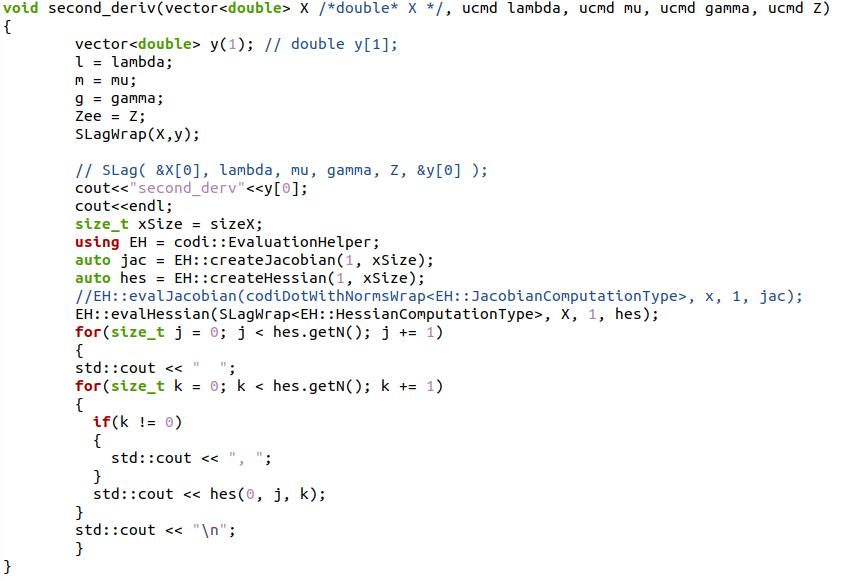 void second_deriv(vector<double> X /*double* X */, ucmd lambda, ucmd mu, ucmd gamma, ucmd Z)
{
        vector<double> y(1); // double y[1];
        l = lambda;
        m = mu;
        g = gamma;
        Zee = Z;
        SLagWrap(X,y);

        // SLag( &X[0], lambda, mu, gamma, Z, &y[0] );
        cout<<"second_derv"<<y[0];
        cout<<endl;
        size_t xSize = sizeX;
        using EH = codi::EvaluationHelper;
        auto jac = EH::createJacobian(1, xSize);
        auto hes = EH::createHessian(1, xSize);
        //EH::evalJacobian(codiDotWithNormsWrap<EH::JacobianComputationType>, x, 1, jac);
        EH::evalHessian(SLagWrap<EH::HessianComputationType>, X, 1, hes);
        for(size_t j = 0; j < hes.getN(); j += 1)
        {
        std::cout << "  ";
        for(size_t k = 0; k < hes.getN(); k += 1)
        {
          if(k != 0)
          {
            std::cout << ", ";
          }
          std::cout << hes(0, j, k);
        }
        std::cout << "\n";
        }
}